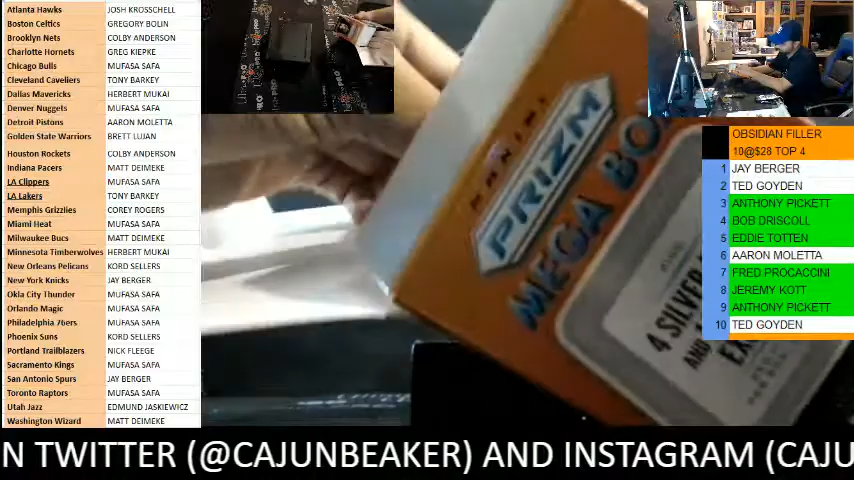 Atlanta Hawks JOSH KROSSCHELL
Boston Celtics GREGORY BOLIN
Brooklyn Nets COLBY ANDERSON
Charlotte Hornets GREG KIEPKE
Chicago Bulls MUFASA SAFA
Cleveland Caveliers TONY BARKEY
Dallas Mavericks HERBERT MUKAI
Denver Nuggets MUFASA SAFA
Detroit Pistons AARON MOLETTA
Golden State Warriors BRETT LUJAN
Houston Rockets COLBY ANDERSON
Indiana Pacers MATT DEIMEKE
LA Clippers MUFASA SAFA
LA Lakers TONY BARKEY
Memphis Grizzlies COREY ROGERS
Miami Heat MUFASA SAFA
Milwaukee Bucs MATT DEIMEKE
Minnesota Timberwolves HERBERT MUKAI
New Orleans Pelicans KORD SELLERS
New York Knicks JAY BERGER
Okla City Thunder MUFASA SAFA
Orlando Magic MUFASA SAFA
Philadelphia 76ers MUFASA SAFA
Phoenix Suns KORD SELLERS
Portland Trailblazers NICK FLEEGE
Sacramento Kings MUFASA SAFA
San Antonio Spurs JAY BERGER
Toronto Raptors MUFASA SAFA
Utah Jazz EDMUND JASKIEWICZ
Washington Wizard MATT DEIMEKE
PANINI
PRIZM
MEGA BO
4 SILVER
AND
EX
OBSIDIAN FILLER
10@$28 TOP 4
1 JAY BERGER
2 TED GOYDEN
3 ANTHONY PICKETT
4 BOB DRISCOLL
5 EDDIE TOTTEN
6 AARON MOLETTA
7 FRED PROCACCINI
8 JEREMY KOTT
9 ANTHONY PICKETT
10 TED GOYDEN
N TWITTER (@CAJUNBEAKER) AND INSTAGRAM (CAJU